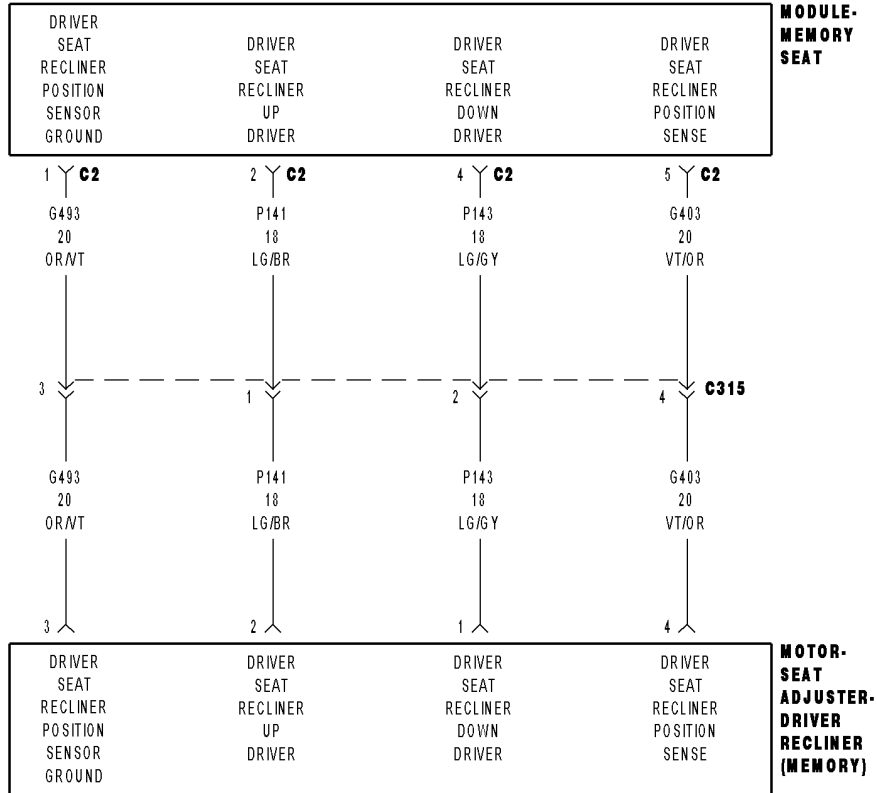 DRIVER
SEAT
RECLINER
POSITION
SENSOR
GROUND
DRIVER
SEAT
RECLINER
UP
DRIVER
DRIVER
SEAT
RECLINER
DOWN
DRIVER
DRIVER
SEAT
RECLINER
POSITION
SENSE
MODULE-
MEMORY
SEAT
1 C2 2 C2 4 C2 5 C2
G493 P141 P143 G403
20 18 18 20
OR/VT LG/BR LG/GY VT/OR
3 1 2 4 C315
G493 P141 P143 G403
20 18 18 20
OR/VT LG/BR LG/GY VT/OR
3 2 1 4
DRIVER
SEAT
RECLINER
POSITION
SENSOR
GROUND
DRIVER
SEAT
RECLINER
UP
DRIVER
DRIVER
SEAT
RECLINER
DOWN
DRIVER
DRIVER
SEAT
RECLINER
POSITION
SENSE
MOTOR-
SEAT
ADJUSTER-
DRIVER
RECLINER
(MEMORY)